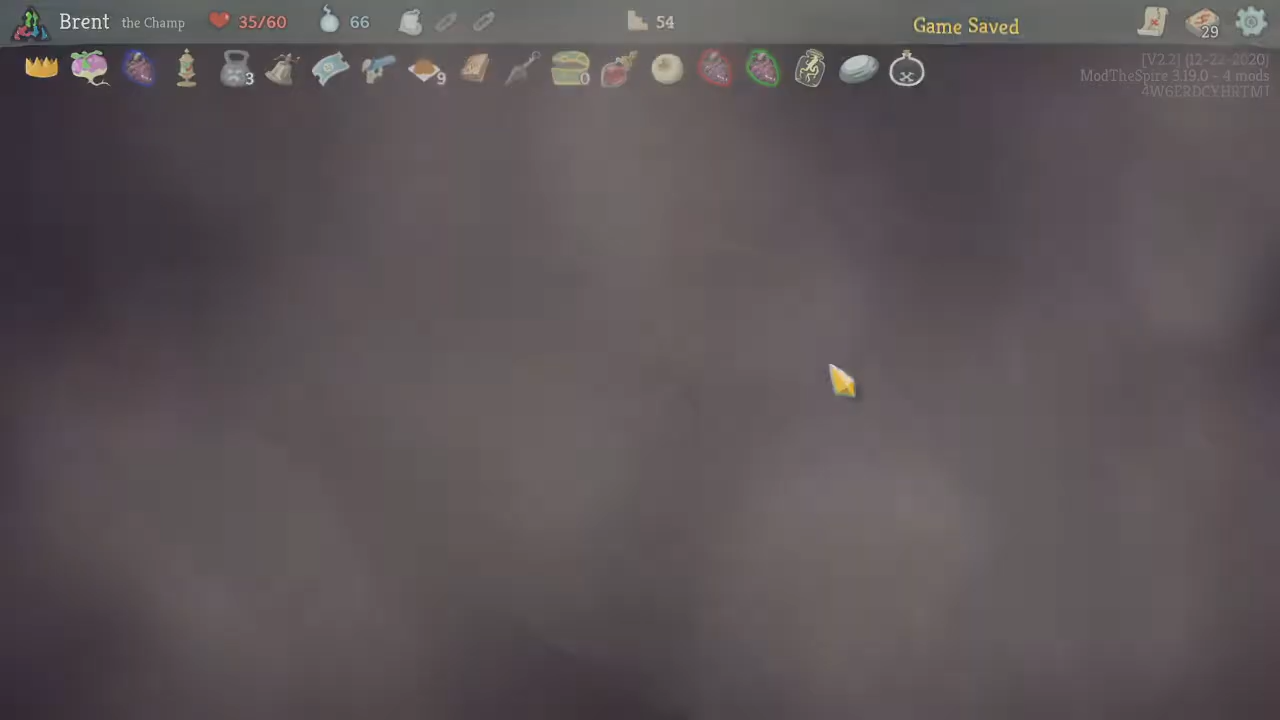 Brent the Champ 35/60 66 54 Game Saved 29
3 9 0
[V2.2] (12-22-2020)
ModTheSpire 3.19.0 - 4 mods
4W6ERDCYHRTMJ